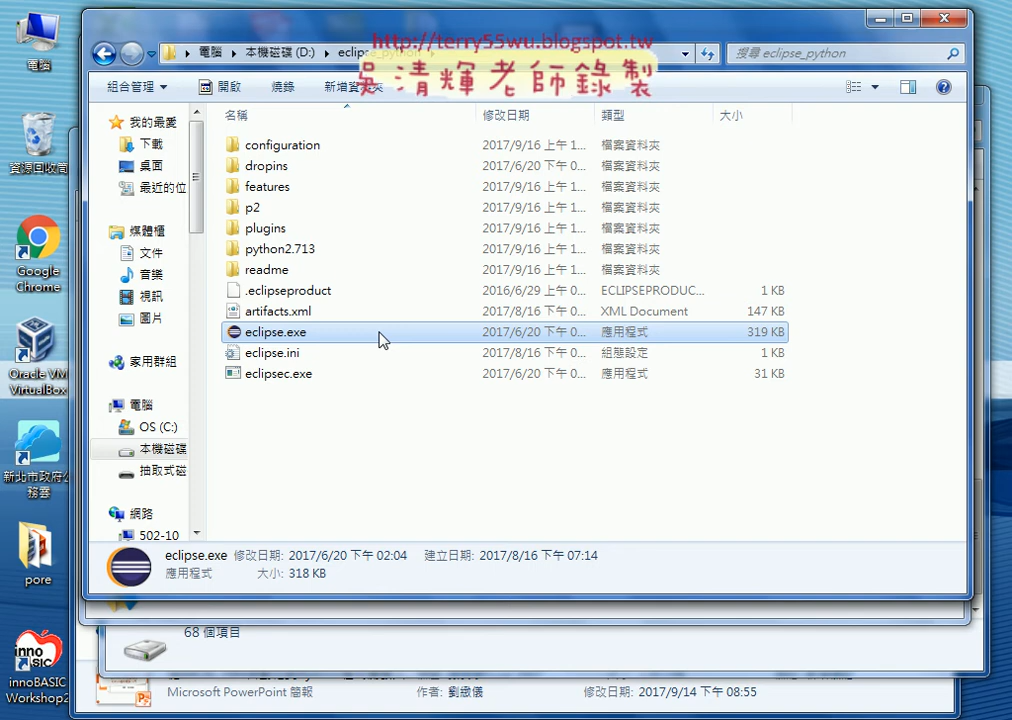 電腦
資源回收筒
Google
Chrome
Oracle VM
VirtualBox
新北市政府公
務雲
pore
inno
BASIC
innoBASIC
Workshop2
電腦 ▸ 本機磁碟 (D:) ▸ eclipse_python
搜尋 eclipse_python
http://terry55wu.blogspot.tw
吳清輝老師錄製
組合管理 開啟 燒錄 新增資料夾
名稱 修改日期 類型 大小
我的最愛
下載
桌面
最近的位
媒體櫃
文件
音樂
視訊
圖片
家用群組
電腦
OS (C:)
本機磁碟
抽取式磁
網路
502-10
configuration 2017/9/16 上午 1... 檔案資料夾
dropins 2017/6/20 下午 0... 檔案資料夾
features 2017/9/16 上午 1... 檔案資料夾
p2 2017/9/16 上午 1... 檔案資料夾
plugins 2017/9/16 上午 1... 檔案資料夾
python2.713 2017/9/16 上午 1... 檔案資料夾
readme 2017/9/16 上午 1... 檔案資料夾
.eclipseproduct 2016/6/29 上午 0... ECLIPSEPRODUC... 1 KB
artifacts.xml 2017/8/16 下午 0... XML Document 147 KB
eclipse.exe 2017/6/20 下午 0... 應用程式 319 KB
eclipse.ini 2017/8/16 下午 0... 組態設定 1 KB
eclipsec.exe 2017/6/20 下午 0... 應用程式 31 KB
eclipse.exe 修改日期: 2017/6/20 下午 02:04 建立日期: 2017/8/16 下午 07:14
應用程式 大小: 318 KB
68 個項目
Microsoft PowerPoint 簡報 作者: 劉燉儀 修改日期: 2017/9/14 下午 08:55